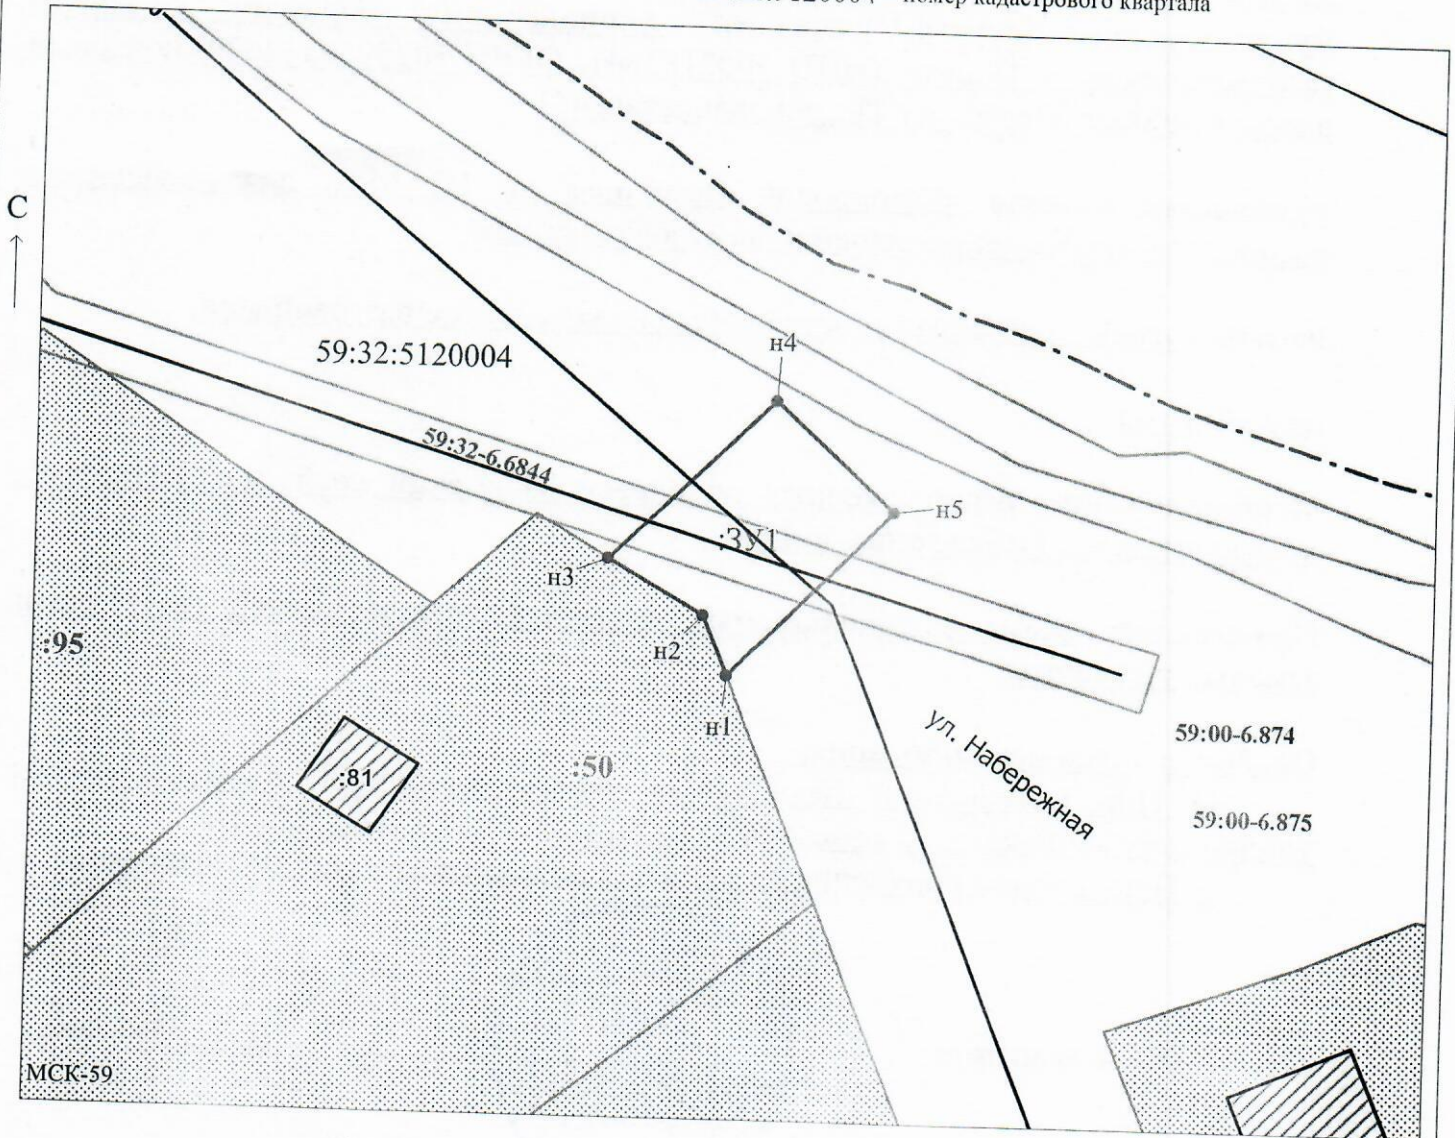 номер кадастрового квартала
С
н4
59:32:5120004
59:32-6.6844
н5
:ЗУ1
н3
:95
н2
н1
ул. Набережная
59:00-6.874
:50
:81
59:00-6.875
МСК-59